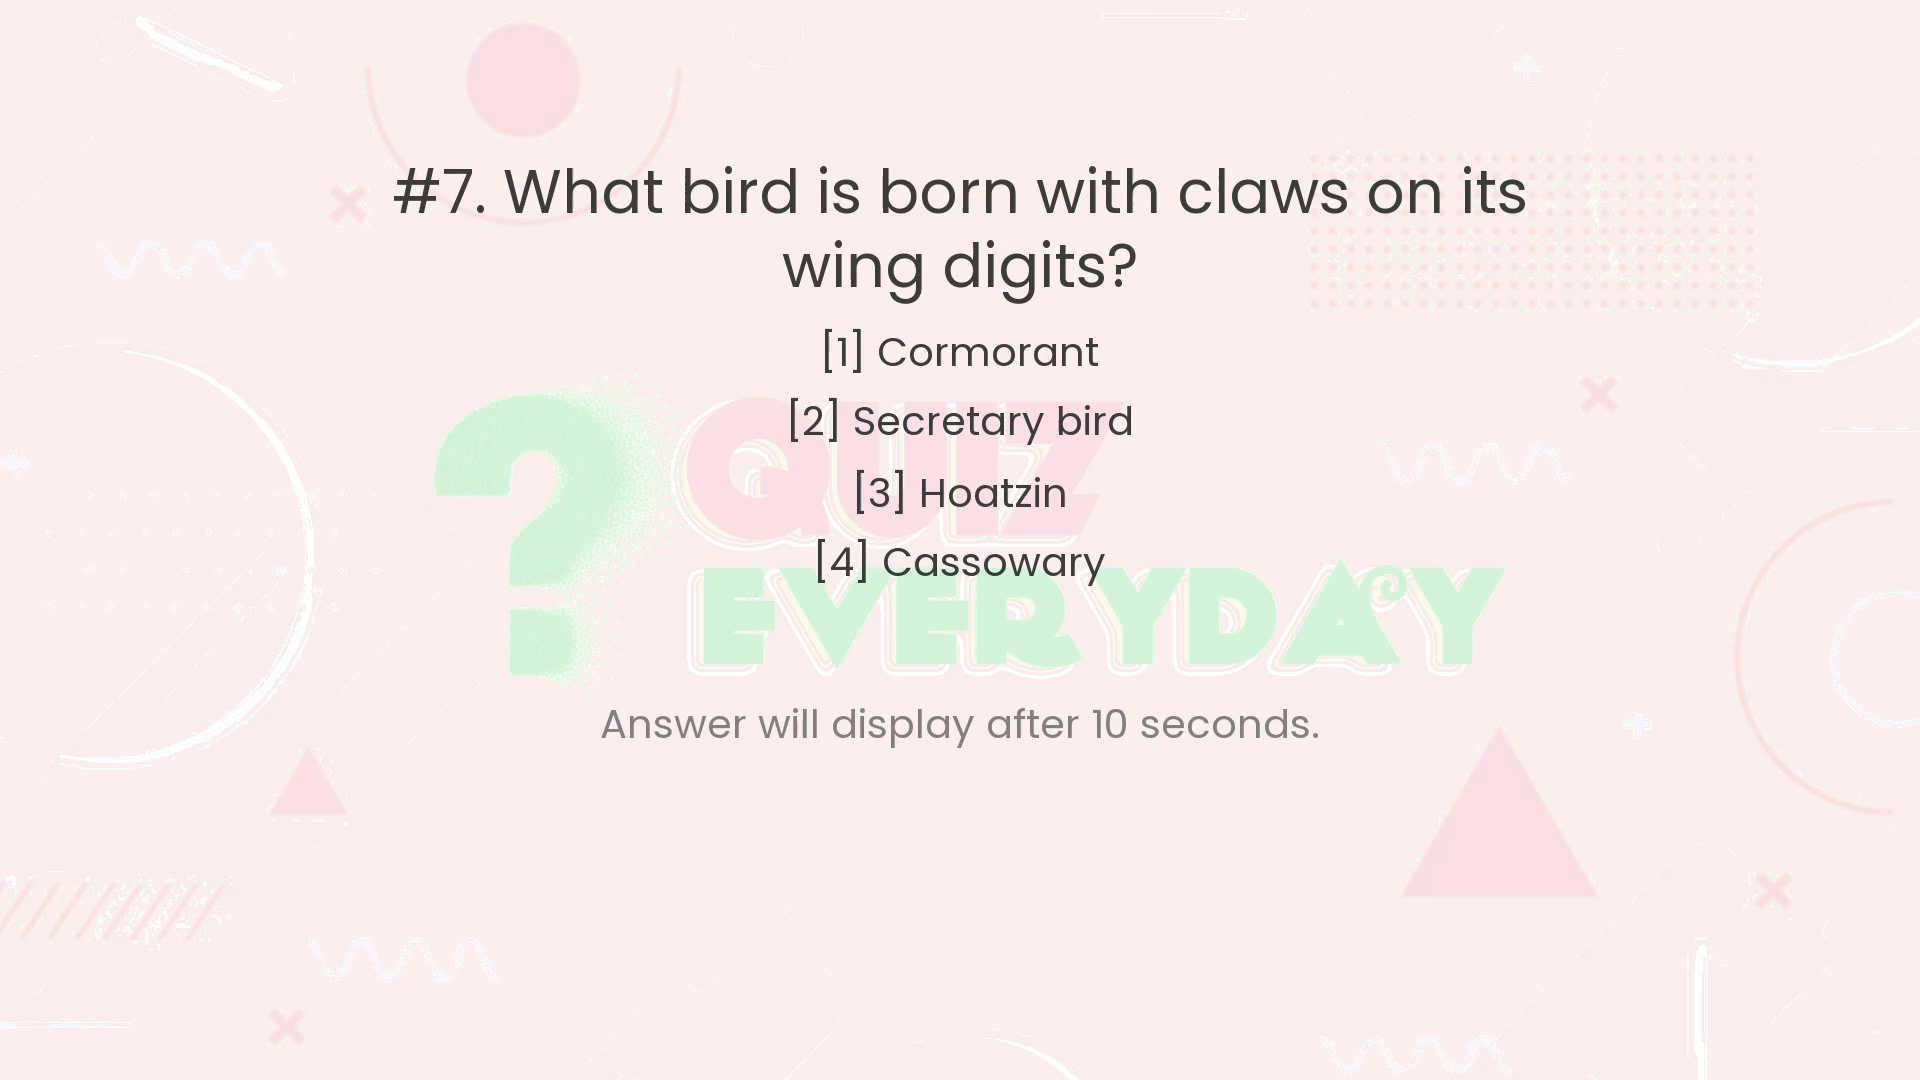 #7. What bird is born with claws on its
wing digits?
[1] Cormorant
[2] Secretary bird
QUIZ
[3] Hoatzin
[4] Cassowary
EVERYDAY
Answer will display after 10 seconds.